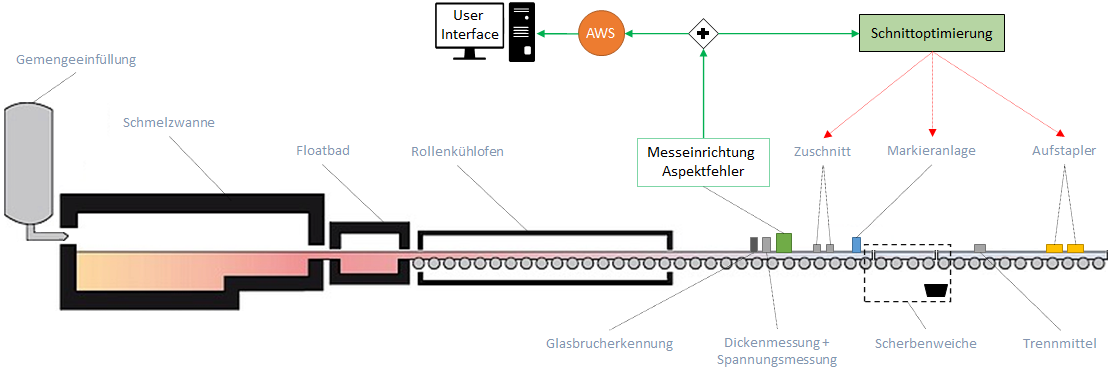 User
Interface
AWS
Schnittoptimierung
Gemengeeinfüllung
Schmelzwanne
Floatbad
Rollenkühlofen
Messeinrichtung
Aspektfehler
Zuschnitt
Markieranlage
Aufstapler
Glasbrucherkennung
Dickenmessung +
Spannungsmessung
Scherbenweiche
Trennmittel